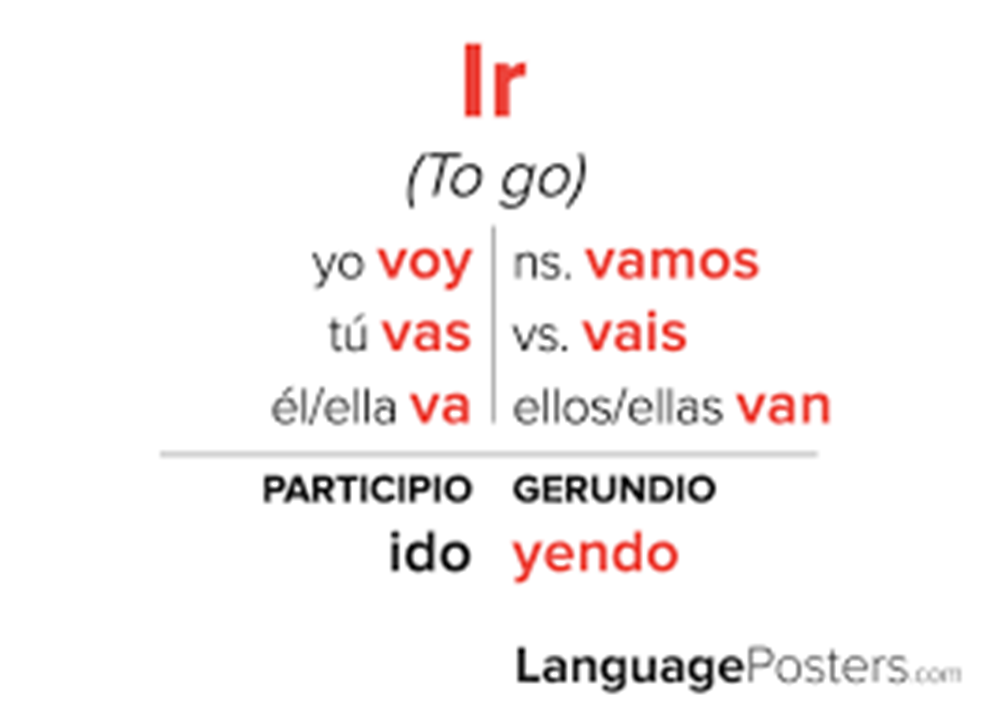 Ir
(To go)
yo voy ns. vamos
tú vas vs. vais
él/ella va ellos/ellas van
PARTICIPIO GERUNDIO
ido yendo
LanguagePosters.com